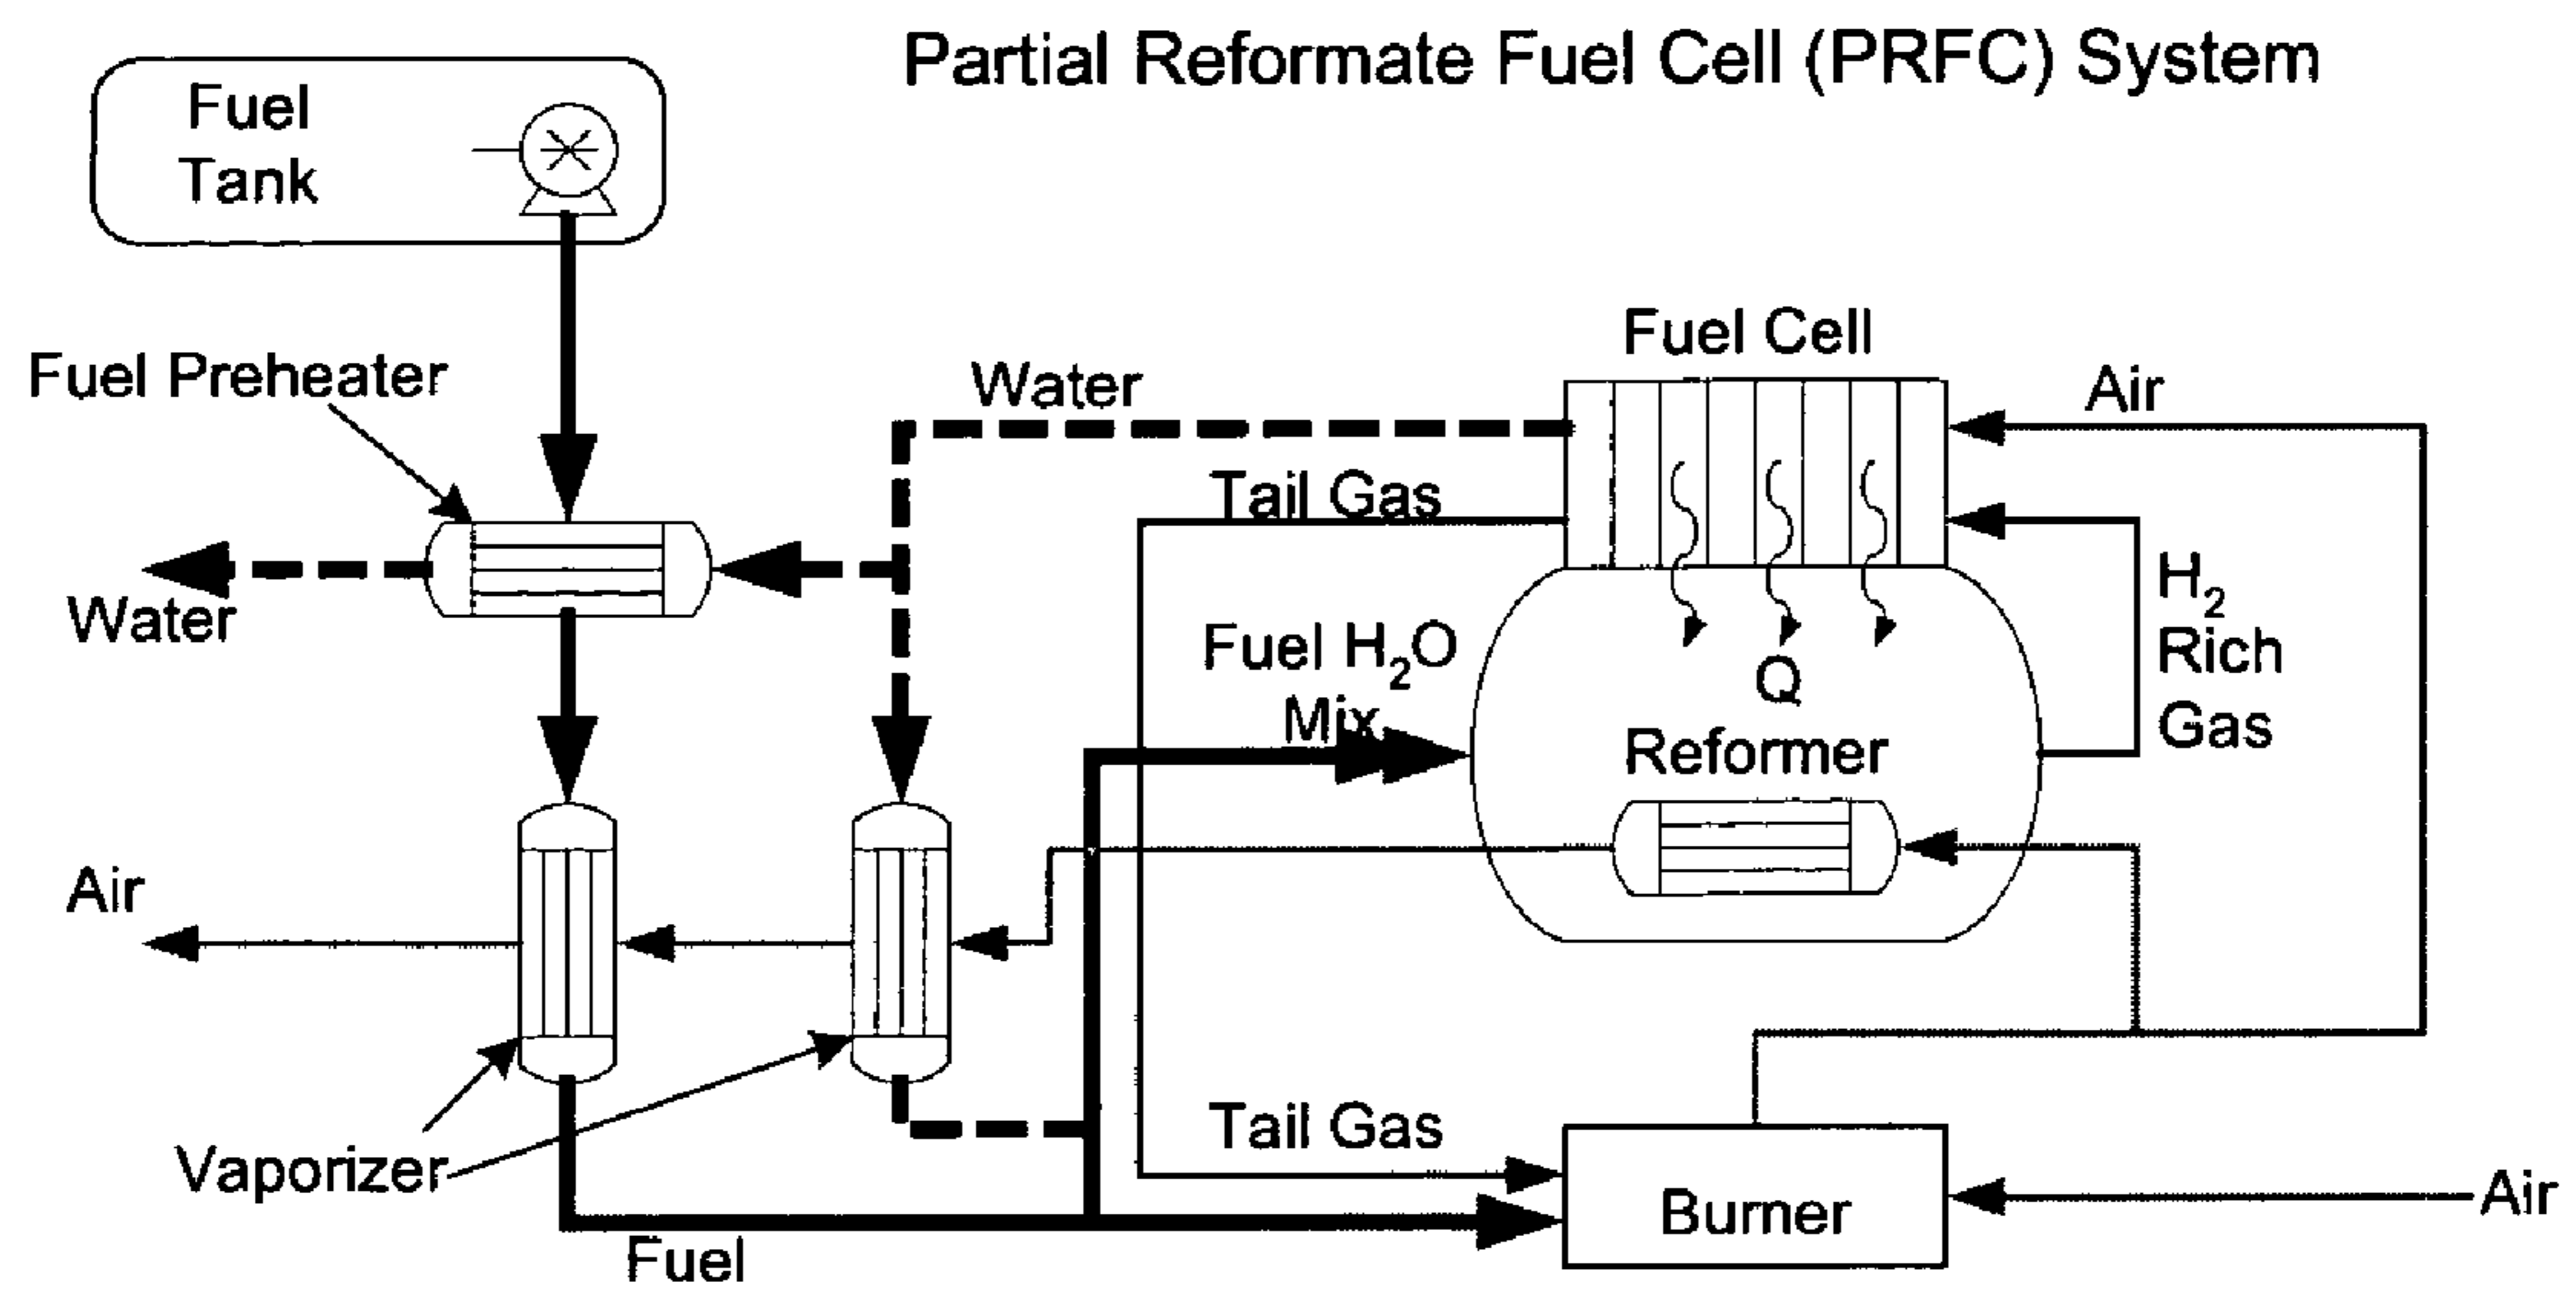 Partial Reformate Fuel Cell (PRFC) System
Fuel
Tank
Fuel Preheater
Fuel Cell
Water
Air
Tail Gas
Water
H₂
Rich
Gas
Fuel H₂O
Mix
Q
Reformer
Air
Tail Gas
Vaporizer
Burner
Air
Fuel